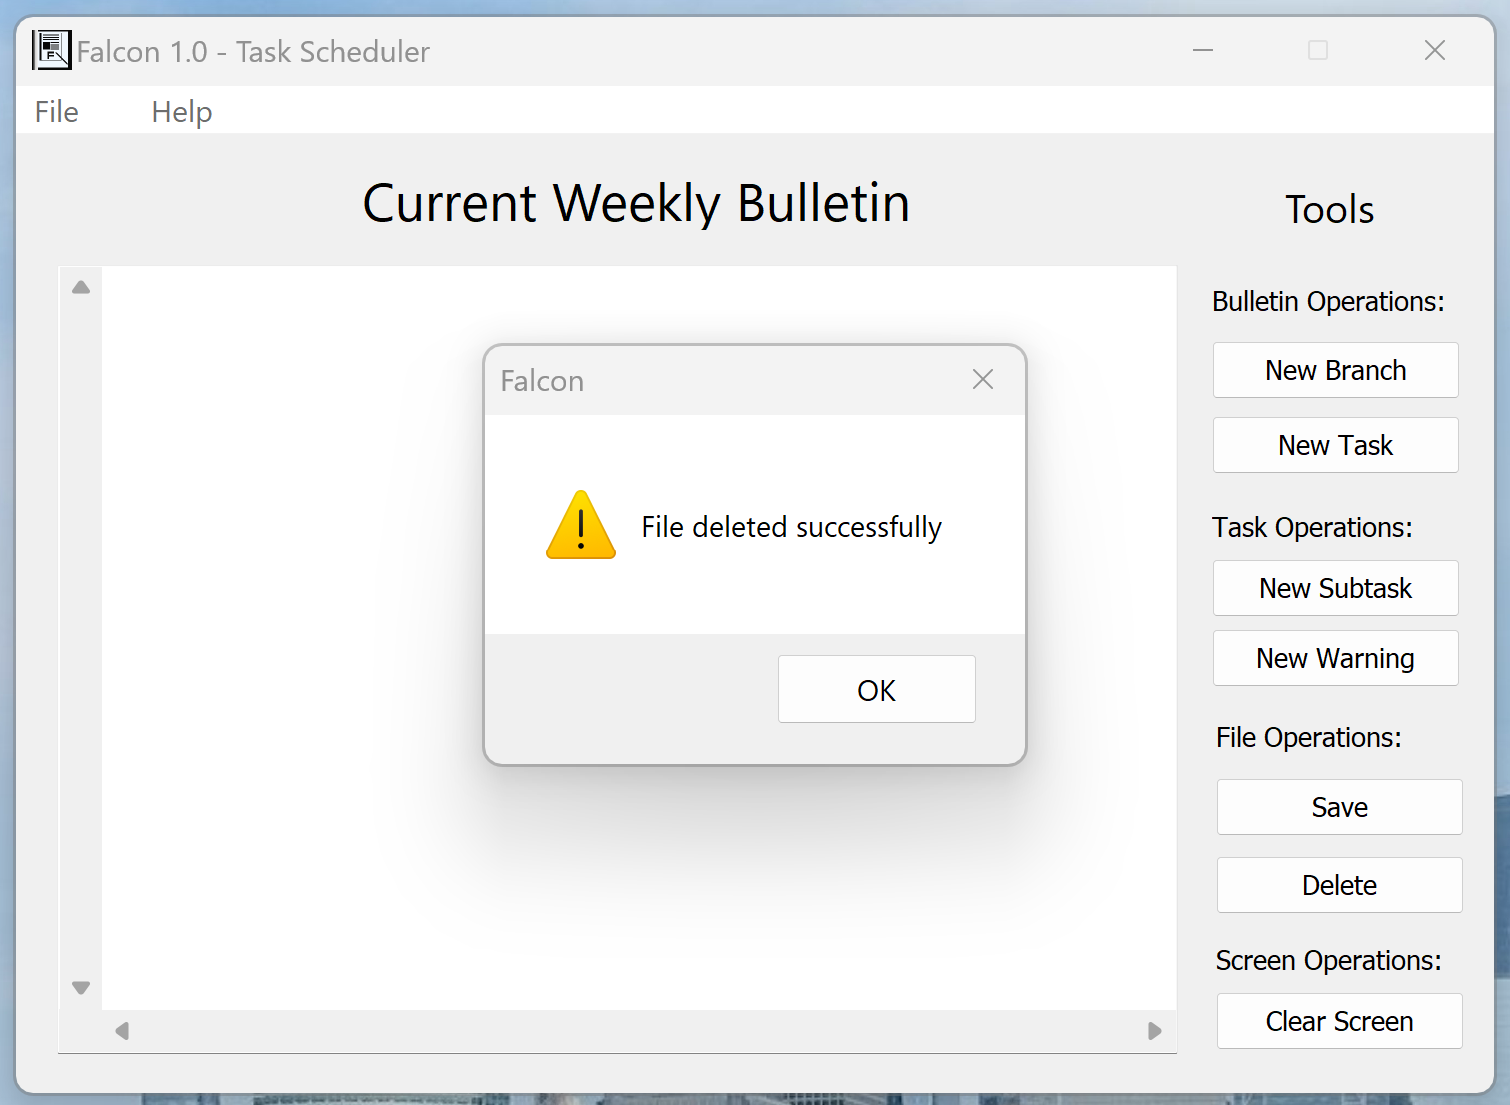 Falcon 1.0 - Task Scheduler
File Help
Current Weekly Bulletin
Tools
Bulletin Operations:
New Branch
New Task
Task Operations:
New Subtask
New Warning
File Operations:
Save
Delete
Screen Operations:
Clear Screen
Falcon
File deleted successfully
OK